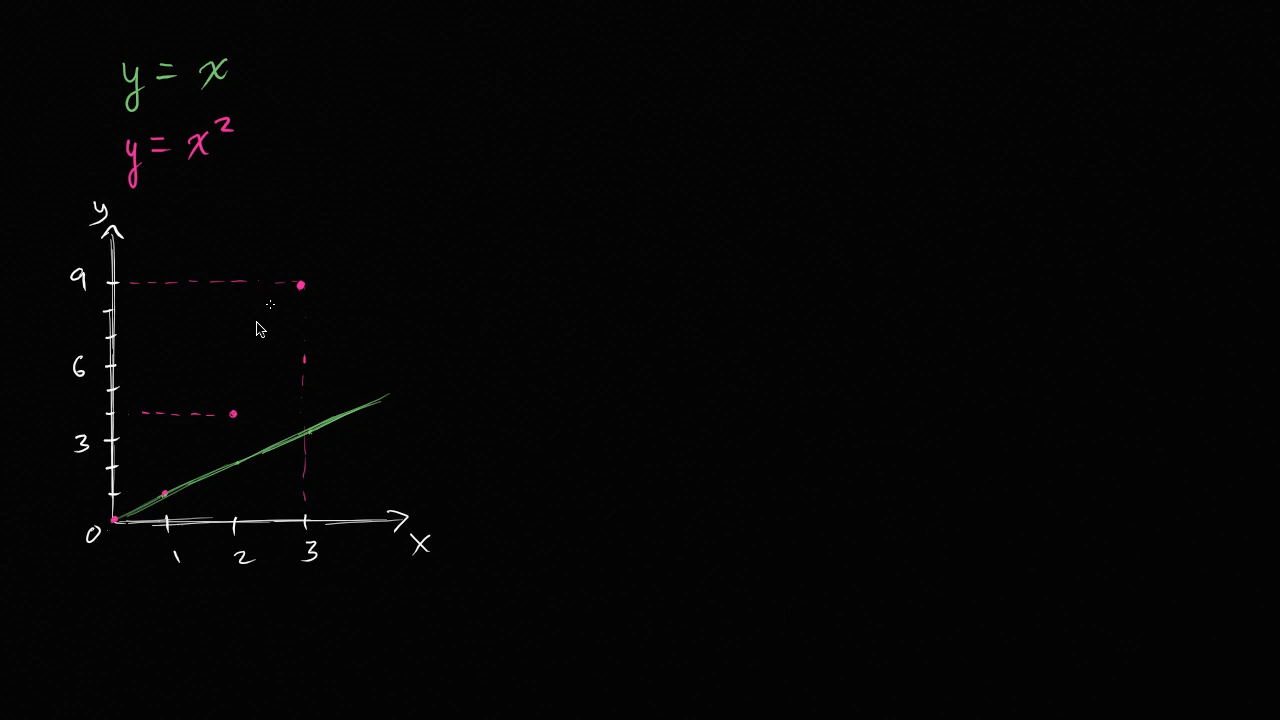 y = x
y = x²
y
9
6
3
0
1 2 3
x